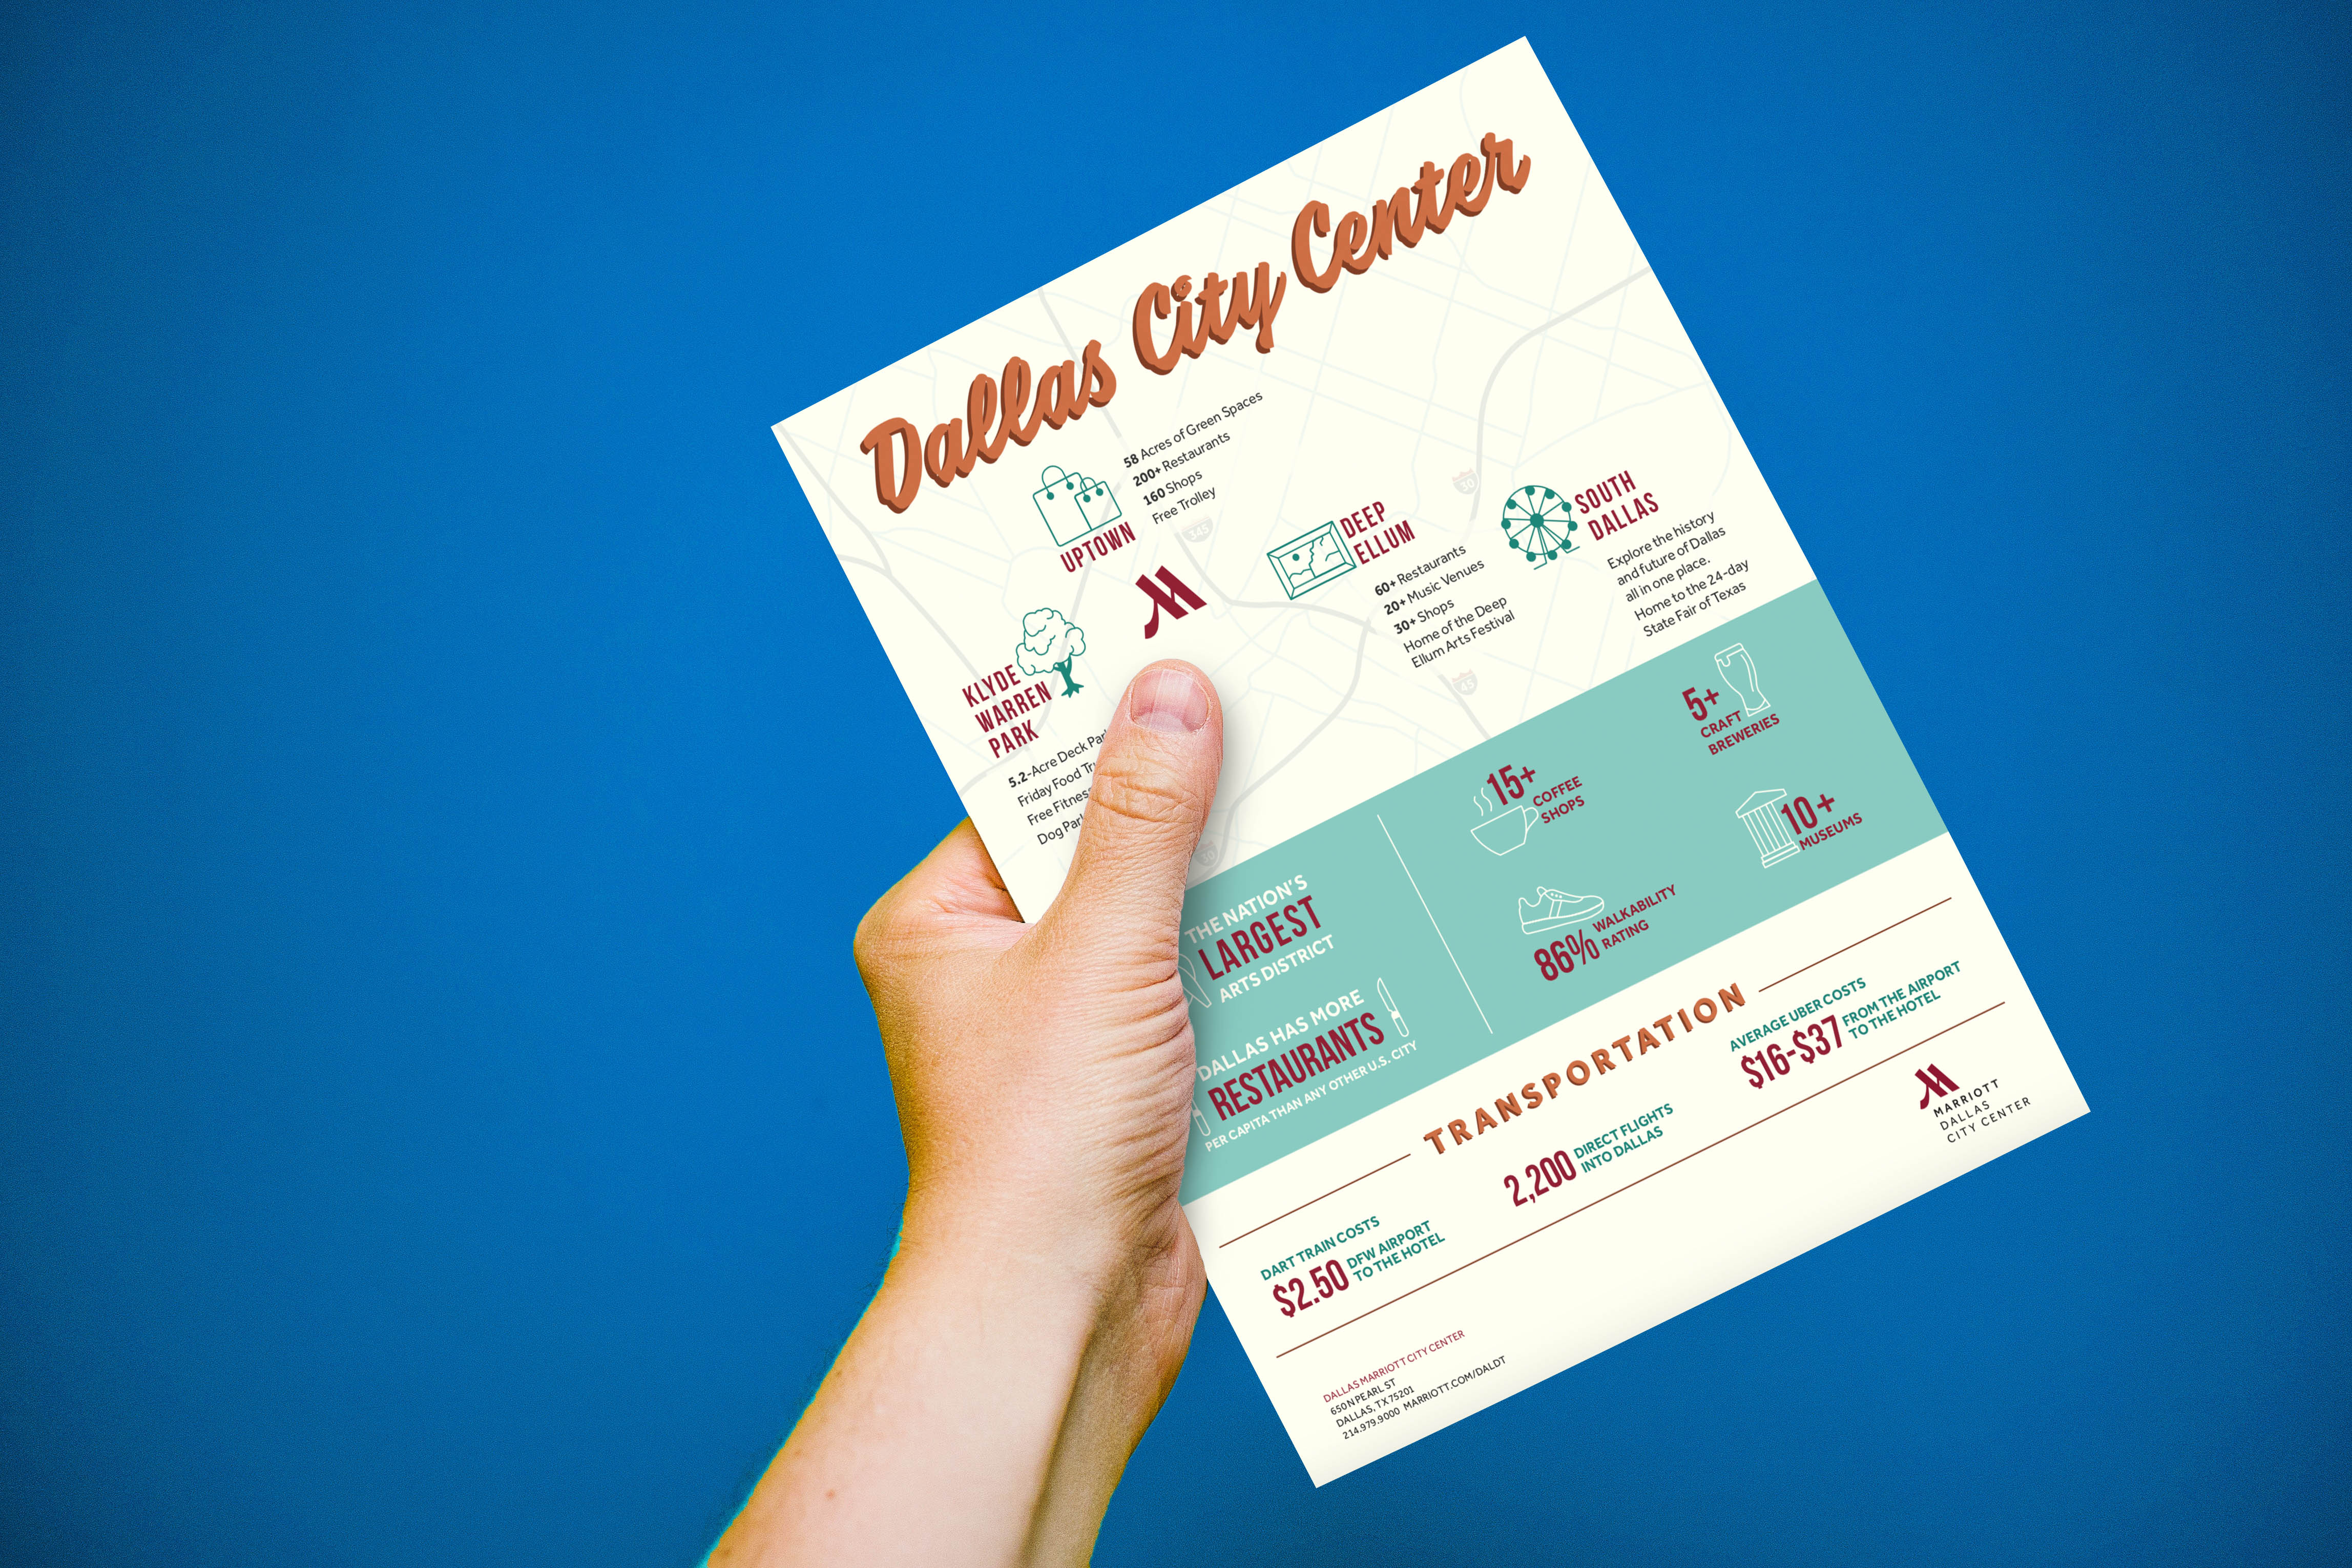 Dallas City Center
58 Acres of Green Spaces
200+ Restaurants
160 Shops
Free Trolley
UPTOWN
KLYDE
WARREN
PARK
5.2-Acre Deck
Friday Food
Free
Dog
DEEP
ELLUM
60+ Restaurants
20+ Music Venues
30+ Shops
Home of the Deep
Ellum Arts Festival
SOUTH
DALLAS
Explore the history
and future of Dallas
all in one place.
Home to the 24-day
State Fair of Texas
345
30
45
THE NATION'S
LARGEST
ARTS DISTRICT
DALLAS HAS MORE
RESTAURANTS
PER CAPITA THAN ANY OTHER U.S. CITY
15+
COFFEE
SHOPS
5+
CRAFT
BREWERIES
86% WALKABILITY
RATING
10+
MUSEUMS
TRANSPORTATION
DART TRAIN COSTS
$2.50 DFW AIRPORT
TO THE HOTEL
2,200 DIRECT FLIGHTS
INTO DALLAS
AVERAGE UBER COSTS
$16-$37 FROM THE AIRPORT
TO THE HOTEL
DALLAS MARRIOTT CITY CENTER
650 N PEARL ST
DALLAS, TX 75201
214.979.9000 MARRIOTT.COM/DALDT
MARRIOTT
DALLAS
CITY CENTER